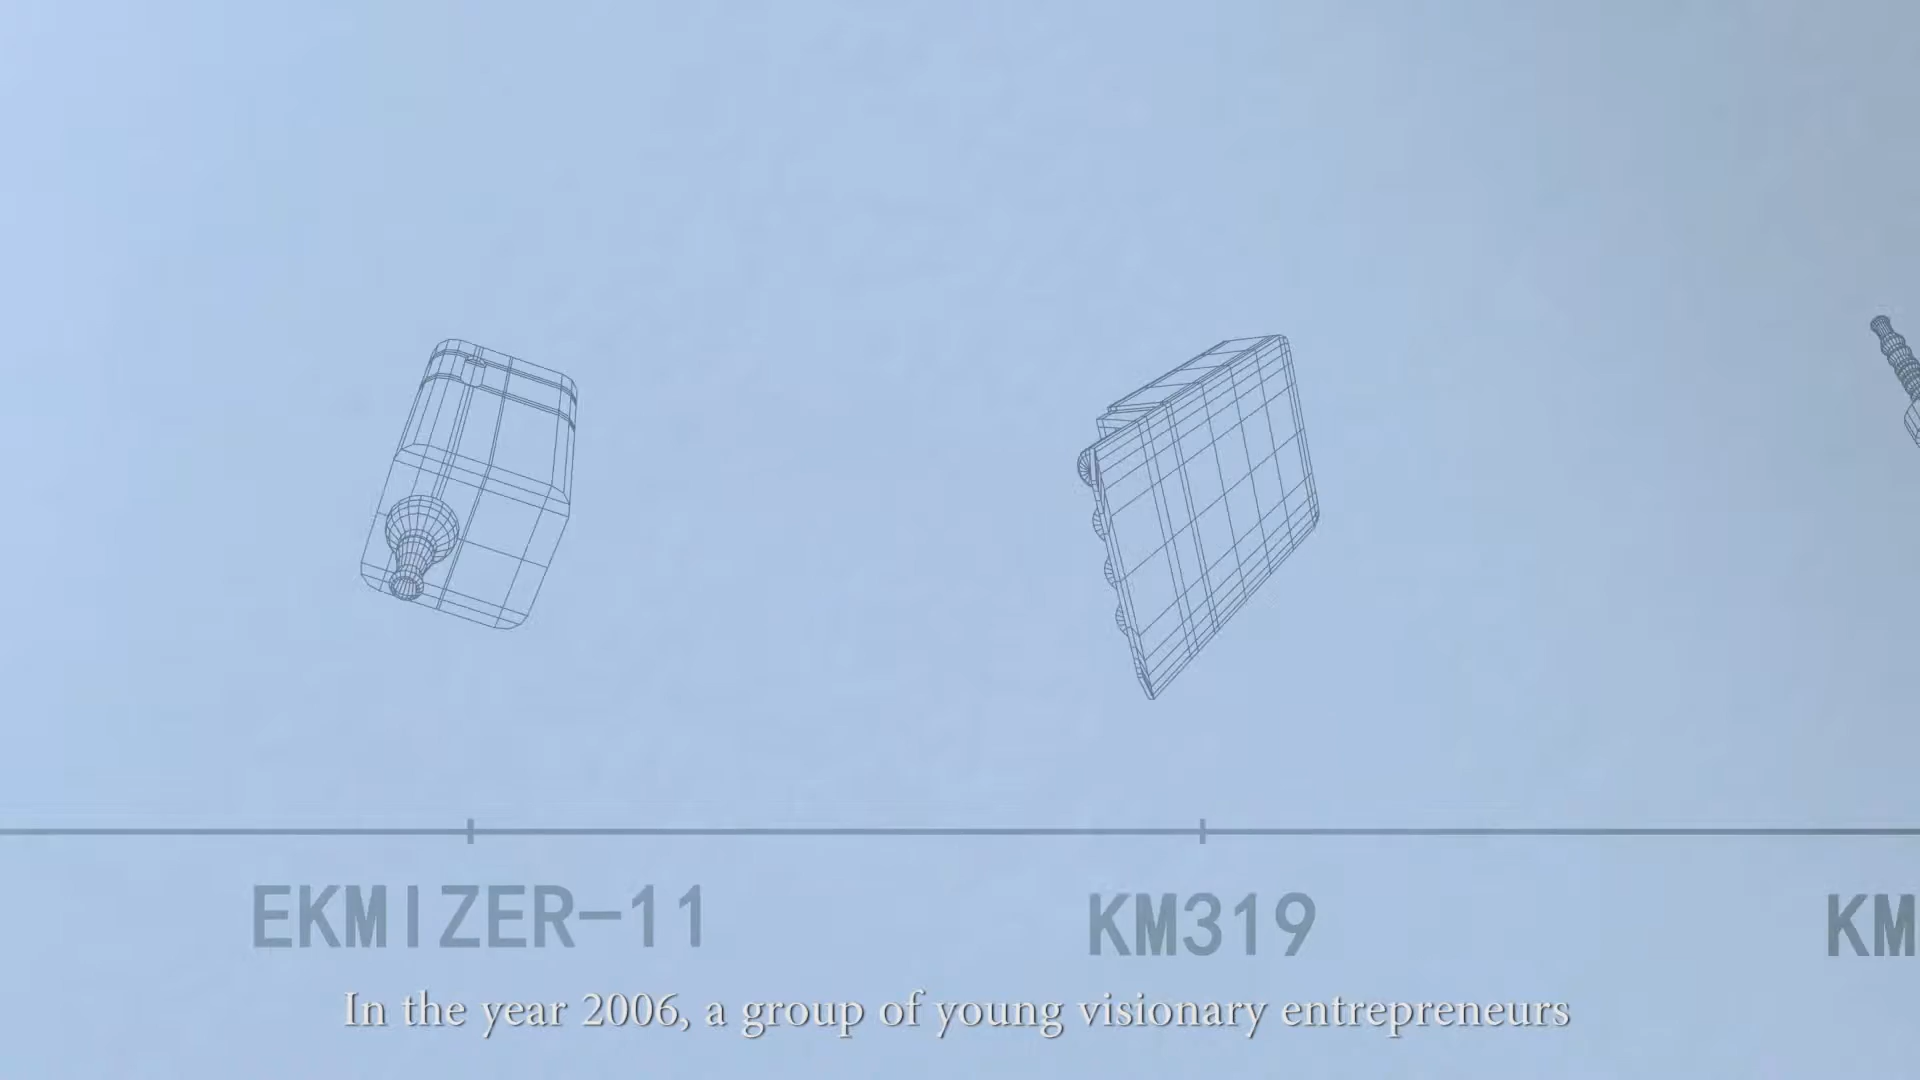 EKMIZER-11
KM319
KM
In the year 2006, a group of young visionary entrepreneurs